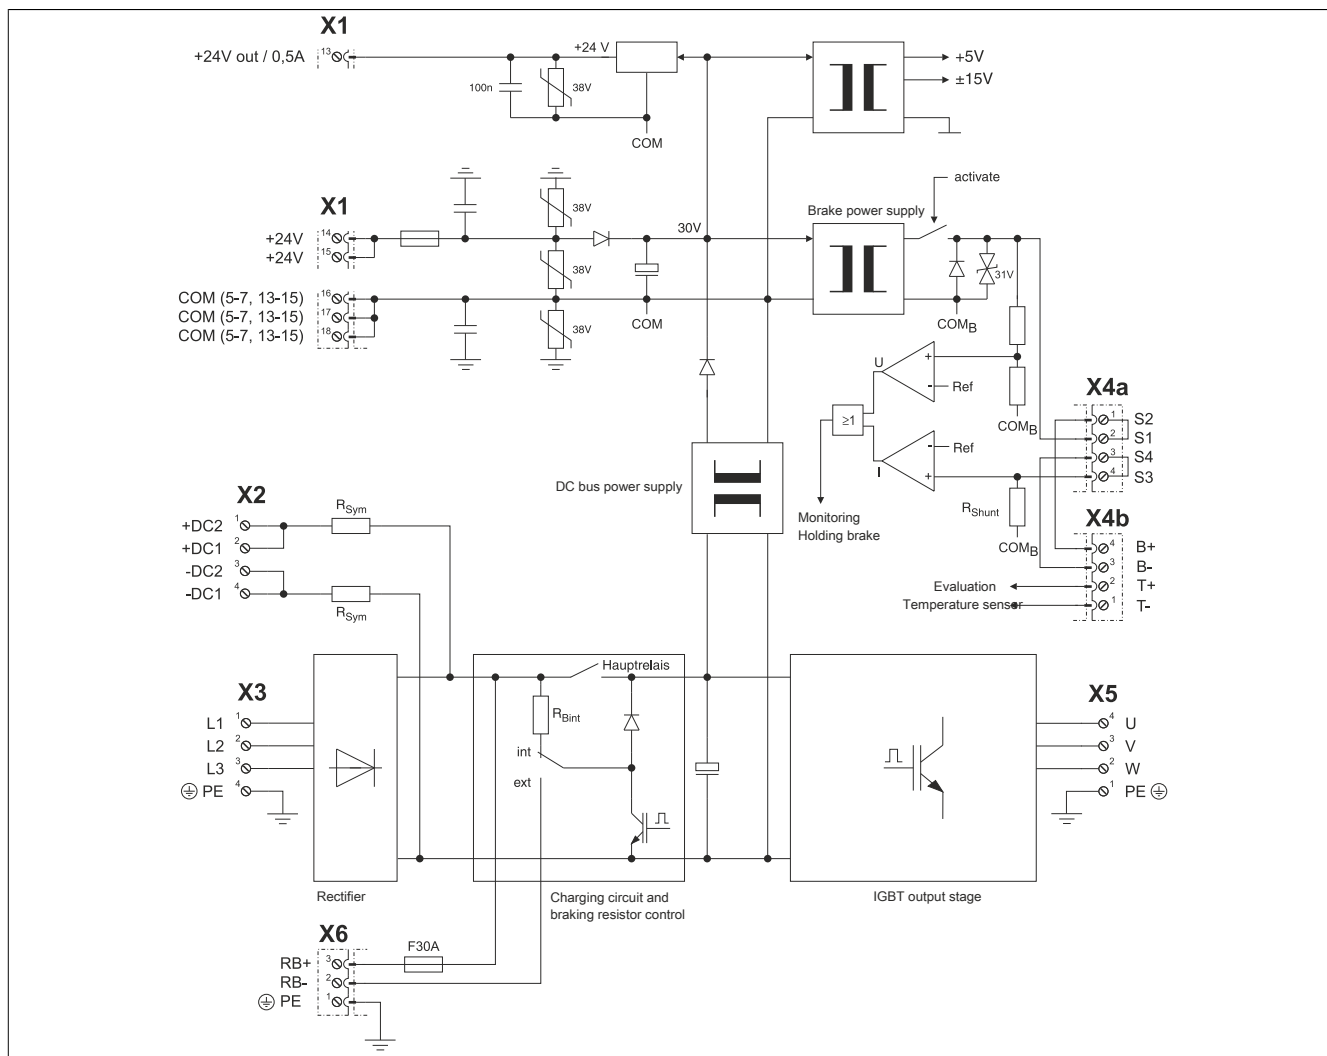 X1
+24V out / 0,5A
13
+24 V
100n
38V
COM
+5V
±15V
activate
Brake power supply
X1
+24V
14
+24V
15
38V
38V
38V
30V
31V
COM (5-7, 13-15)
16
COM (5-7, 13-15)
17
COM (5-7, 13-15)
18
COM
COMB
U
+
-
Ref
≥1
COMB
I
-
Ref
+
RShunt
COMB
Monitoring
Holding brake
X4a
1 S2
2 S1
3 S4
4 S3
X4b
4 B+
3 B-
2 T+
1 T-
Evaluation
Temperature sensor
DC bus power supply
X2
+DC2 1
+DC1 2
-DC2 3
-DC1 4
RSym
RSym
X3
L1 1
L2 2
L3 3
PE 4
Rectifier
Hauptrelais
RBint
int
ext
Charging circuit and
braking resistor control
IGBT output stage
X5
4 U
3 V
2 W
1 PE
X6
F30A
RB+ 3
RB- 2
PE 1